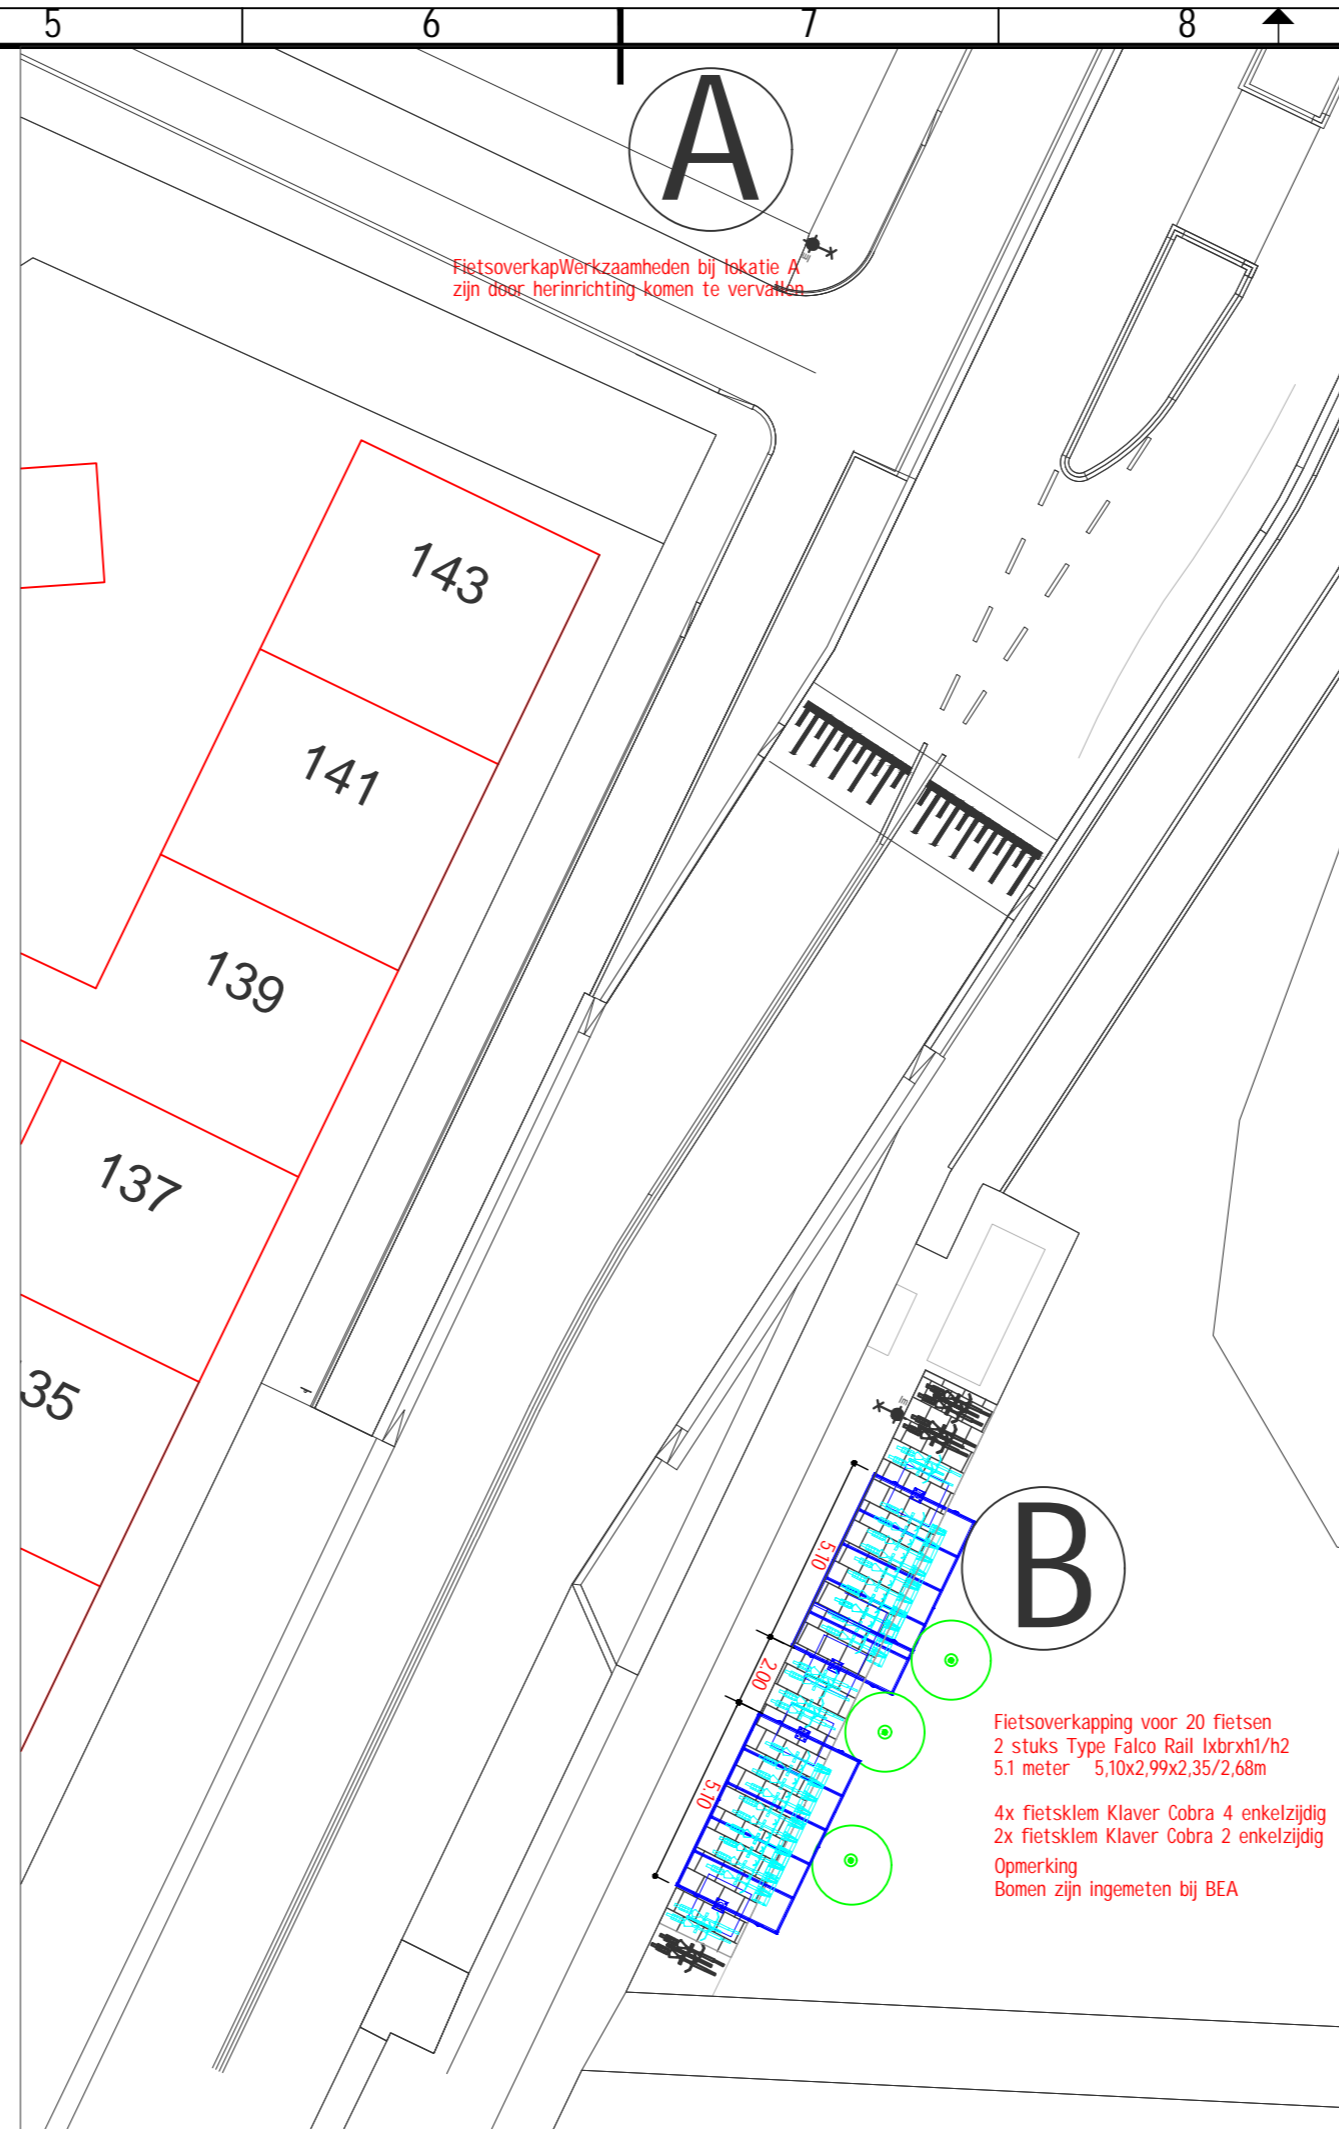 5 6 7 8
A
FietsoverkapWerkzaamheden bij lokatie A
zijn door herinrichting komen te vervallen
143
141
139
137
35
B
5.10
2.00
5.10
Fietsoverkapping voor 20 fietsen
2 stuks Type Falco Rail lxbrxh1/h2
5.1 meter 5,10x2,99x2,35/2,68m
4x fietsklem Klaver Cobra 4 enkelzijdig
2x fietsklem Klaver Cobra 2 enkelzijdig
Opmerking
Bomen zijn ingemeten bij BEA